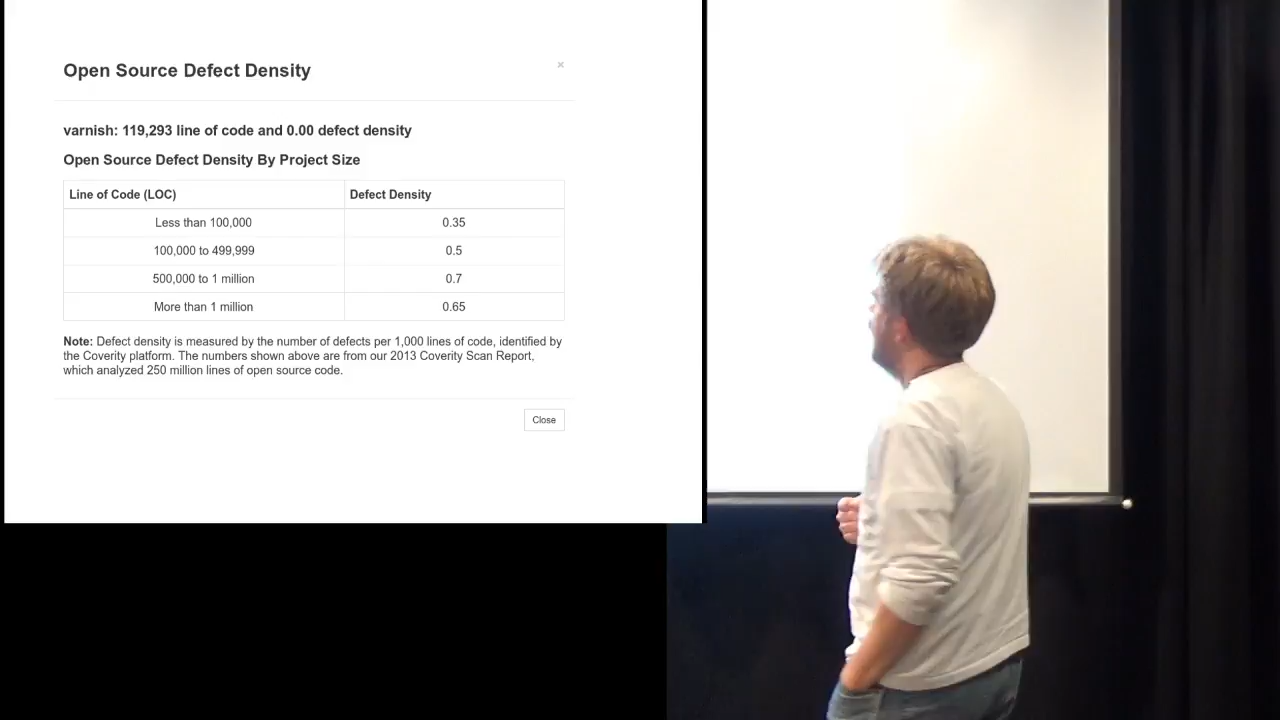 Open Source Defect Density
×
varnish: 119,293 line of code and 0.00 defect density
Open Source Defect Density By Project Size
Line of Code (LOC) Defect Density
Less than 100,000 0.35
100,000 to 499,999 0.5
500,000 to 1 million 0.7
More than 1 million 0.65
Note: Defect density is measured by the number of defects per 1,000 lines of code, identified by
the Coverity platform. The numbers shown above are from our 2013 Coverity Scan Report,
which analyzed 250 million lines of open source code.
Close